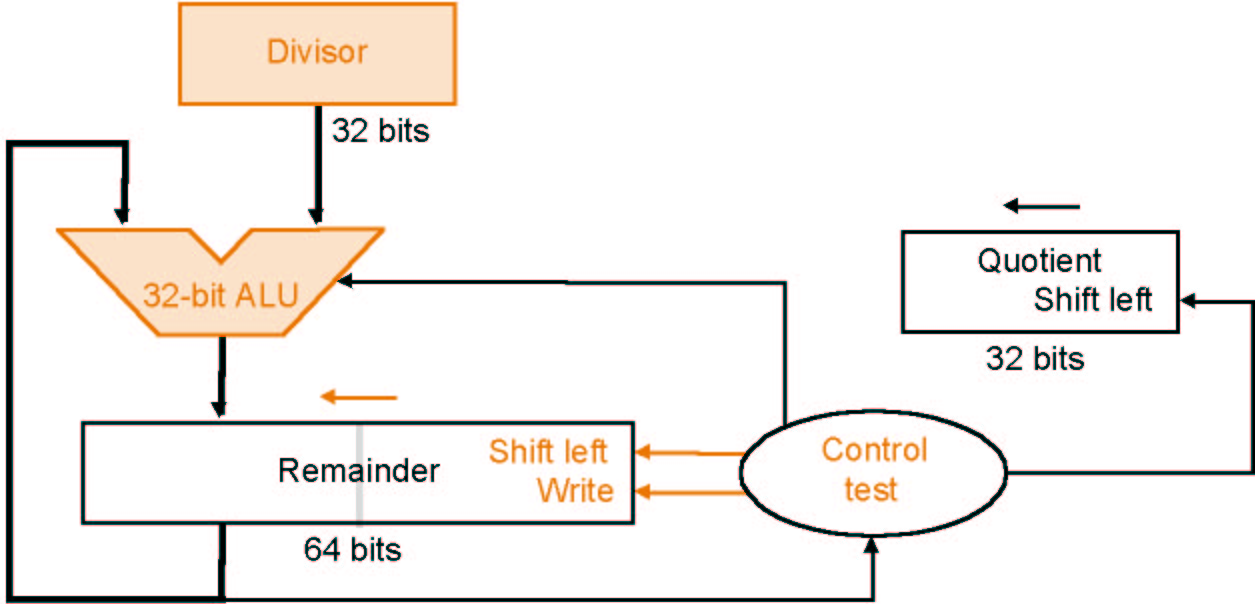 Divisor
32 bits
32-bit ALU
Quotient
Shift left
32 bits
Remainder
Shift left
Write
Control
test
64 bits